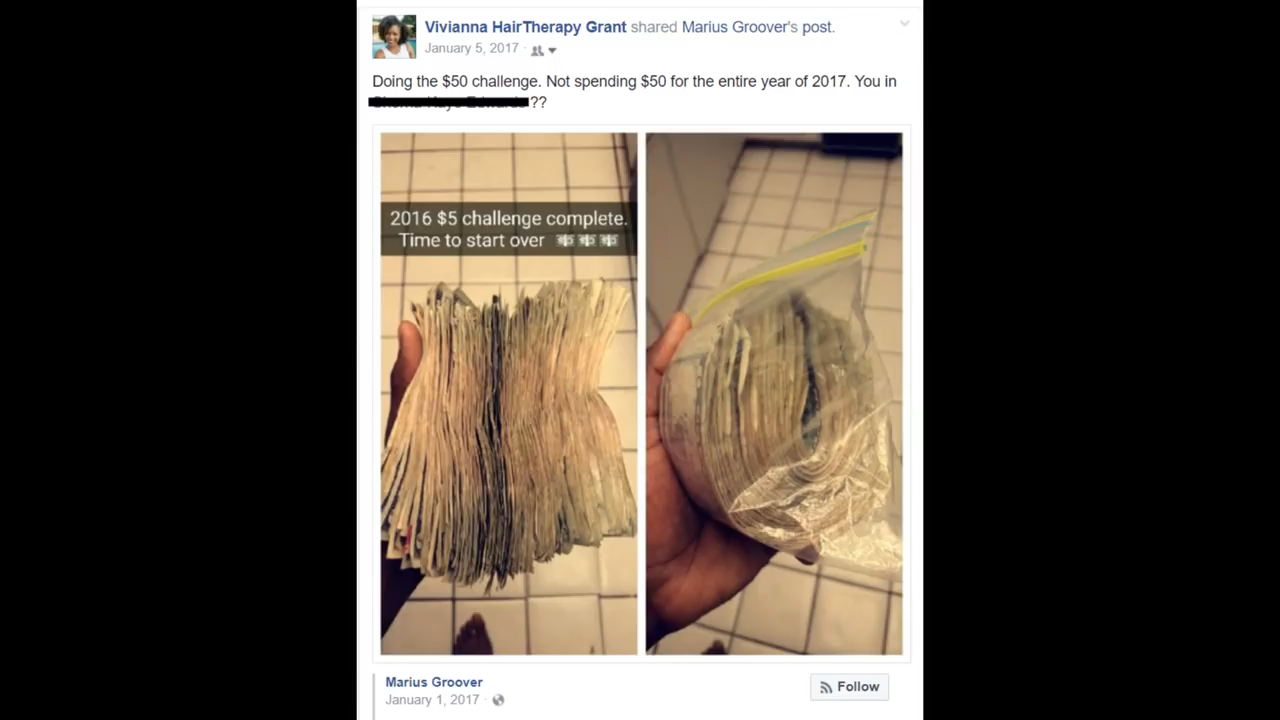 Vivianna HairTherapy Grant shared Marius Groover's post.
January 5, 2017
Doing the $50 challenge. Not spending $50 for the entire year of 2017. You in
??
2016 $5 challenge complete.
Time to start over
Marius Groover
January 1, 2017
Follow